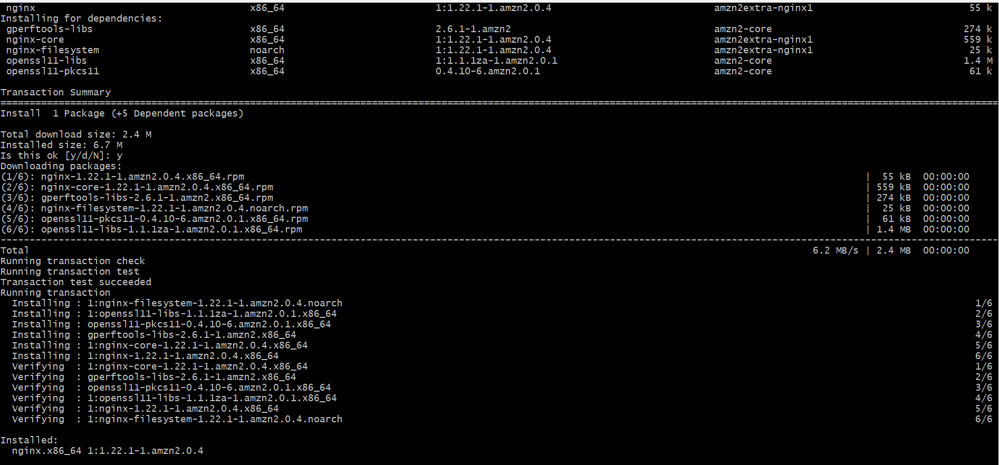 nginx x86_64 1:1.22.1-1.amzn2.0.4 amzn2extra-nginx1 55 k
Installing for dependencies:
gperftools-libs x86_64 2.6.1-1.amzn2 amzn2-core 274 k
nginx-core x86_64 1:1.22.1-1.amzn2.0.4 amzn2extra-nginx1 559 k
nginx-filesystem noarch 1:1.22.1-1.amzn2.0.4 amzn2extra-nginx1 25 k
openssl11-libs x86_64 1:1.1.1za-1.amzn2.0.1 amzn2-core 1.4 M
openssl11-pkcs11 x86_64 0.4.10-6.amzn2.0.1 amzn2-core 61 k
Transaction Summary
================================================================================
Install  1 Package (+5 Dependent packages)
Total download size: 2.4 M
Installed size: 6.7 M
Is this ok [y/d/N]: y
Downloading packages:
(1/6): nginx-1.22.1-1.amzn2.0.4.x86_64.rpm | 55 kB 00:00:00
(2/6): nginx-core-1.22.1-1.amzn2.0.4.x86_64.rpm | 559 kB 00:00:00
(3/6): gperftools-libs-2.6.1-1.amzn2.x86_64.rpm | 274 kB 00:00:00
(4/6): nginx-filesystem-1.22.1-1.amzn2.0.4.noarch.rpm | 25 kB 00:00:00
(5/6): openssl11-pkcs11-0.4.10-6.amzn2.0.1.x86_64.rpm | 61 kB 00:00:00
(6/6): openssl11-libs-1.1.1za-1.amzn2.0.1.x86_64.rpm | 1.4 MB 00:00:00
--------------------------------------------------------------------------------
Total 6.2 MB/s | 2.4 MB 00:00:00
Running transaction check
Running transaction test
Transaction test succeeded
Running transaction
Installing : 1:nginx-filesystem-1.22.1-1.amzn2.0.4.noarch 1/6
Installing : 1:openssl11-libs-1.1.1za-1.amzn2.0.1.x86_64 2/6
Installing : openssl11-pkcs11-0.4.10-6.amzn2.0.1.x86_64 3/6
Installing : gperftools-libs-2.6.1-1.amzn2.x86_64 4/6
Installing : 1:nginx-core-1.22.1-1.amzn2.0.4.x86_64 5/6
Installing : 1:nginx-1.22.1-1.amzn2.0.4.x86_64 6/6
Verifying  : 1:nginx-core-1.22.1-1.amzn2.0.4.x86_64 1/6
Verifying  : gperftools-libs-2.6.1-1.amzn2.x86_64 2/6
Verifying  : openssl11-pkcs11-0.4.10-6.amzn2.0.1.x86_64 3/6
Verifying  : 1:openssl11-libs-1.1.1za-1.amzn2.0.1.x86_64 4/6
Verifying  : 1:nginx-1.22.1-1.amzn2.0.4.x86_64 5/6
Verifying  : 1:nginx-filesystem-1.22.1-1.amzn2.0.4.noarch 6/6
Installed:
nginx.x86_64 1:1.22.1-1.amzn2.0.4